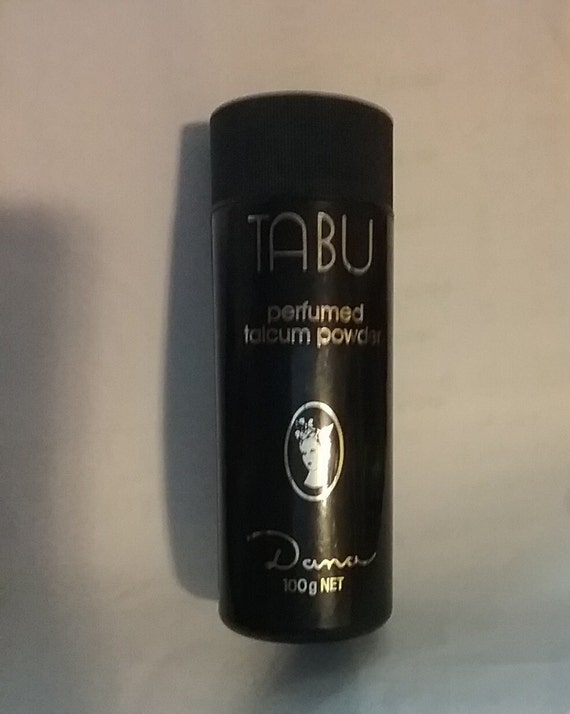 TABU
perfumed
talcum powder
Dana
100g NET